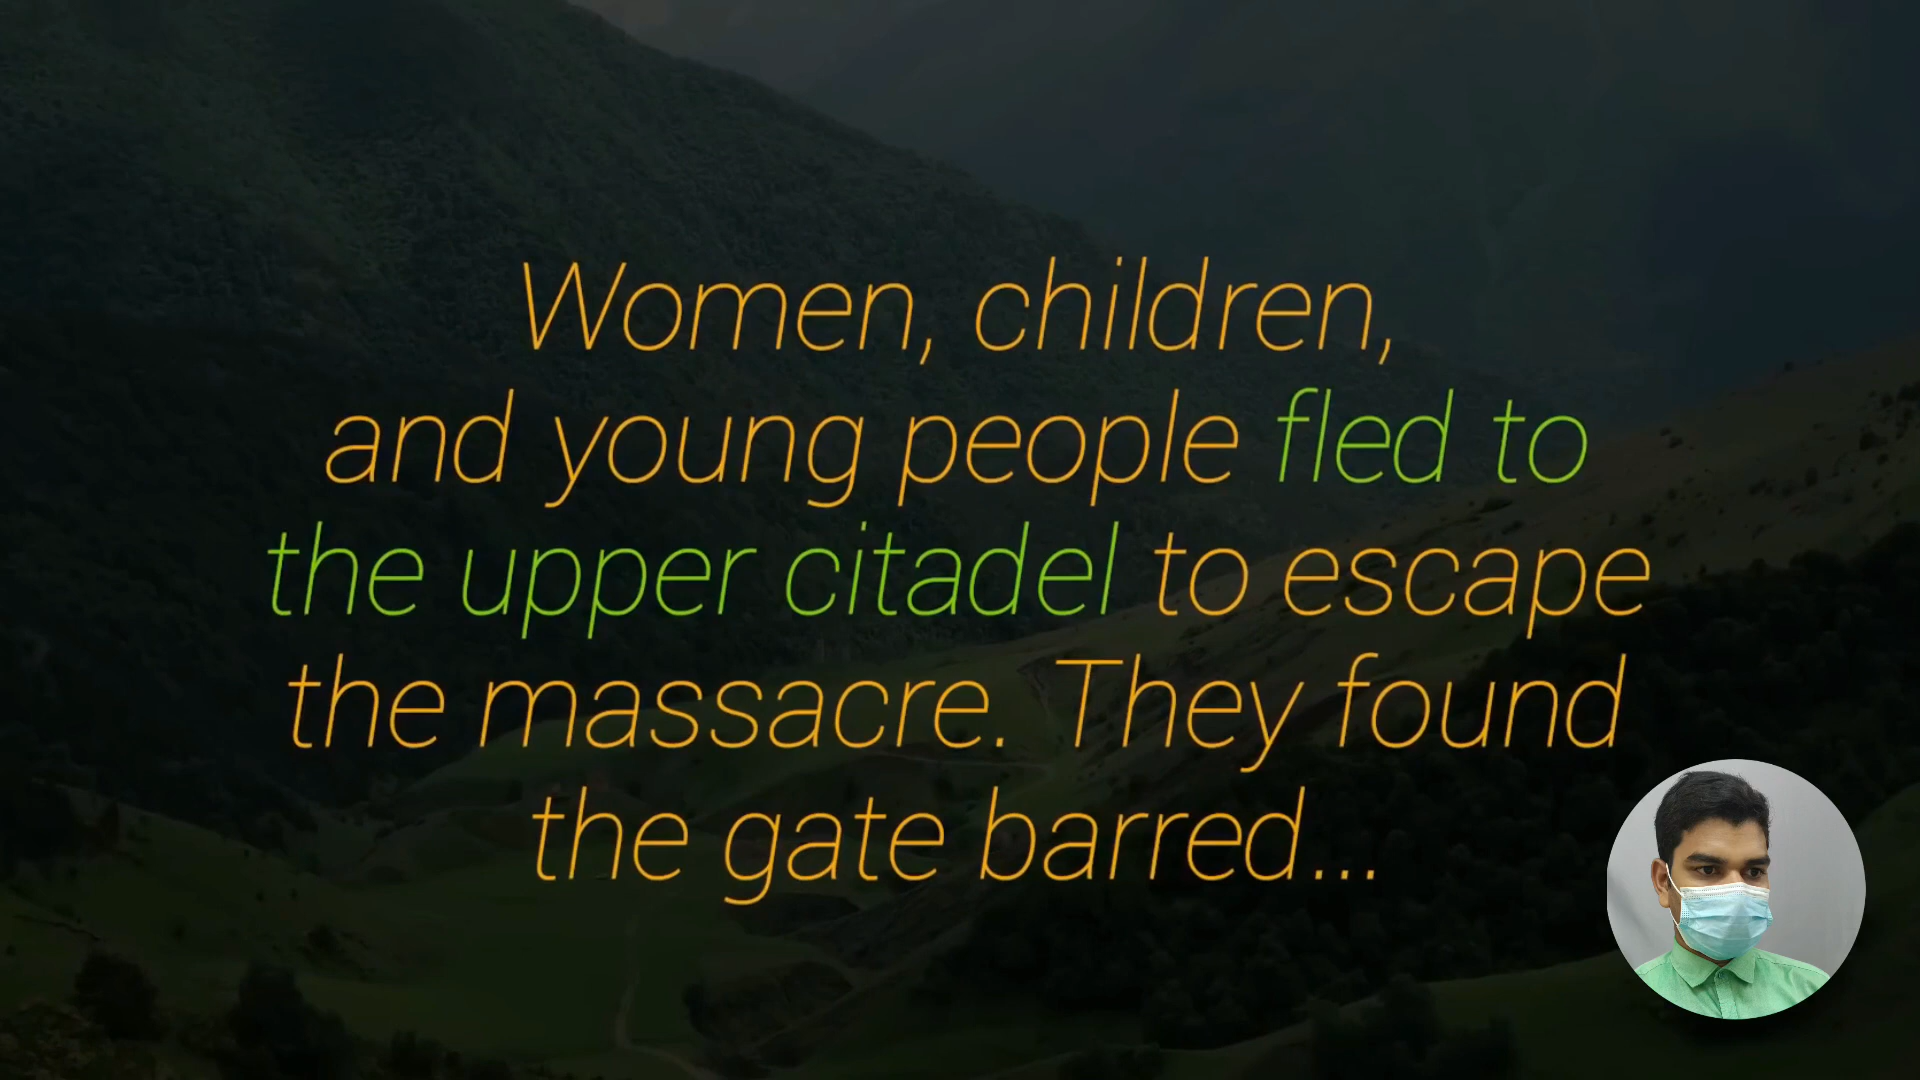 Women, children,
and young people fled to
the upper citadel to escape
the massacre. They found
the gate barred...